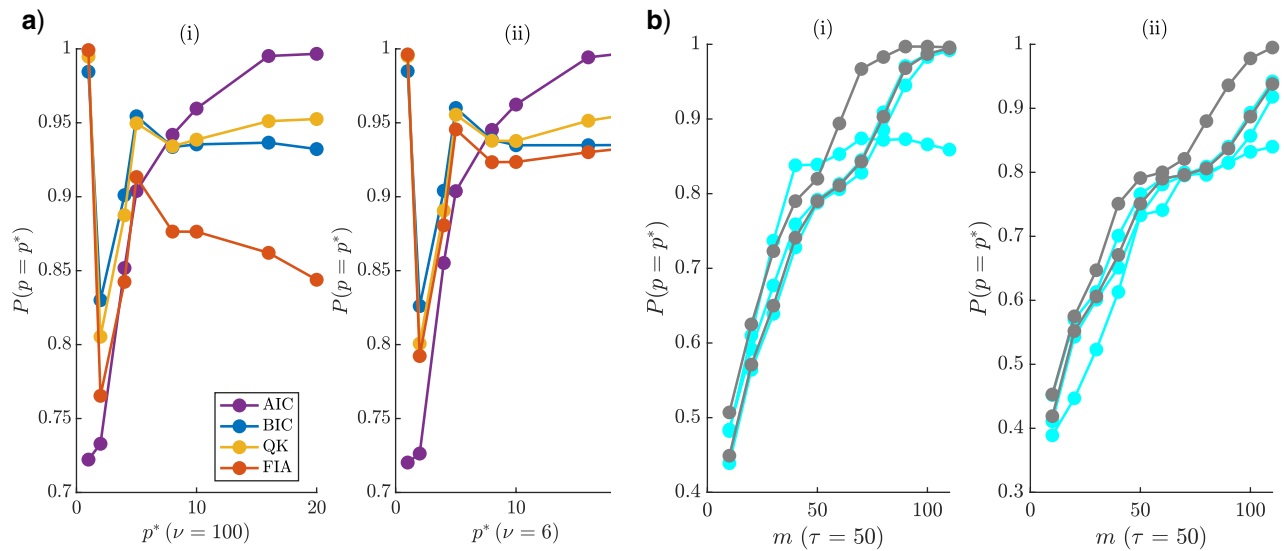 a)
(i)
1
0.95
0.9
0.85
0.8
0.75
0.7
P(p = p*)
0
10
20
p* (ν = 100)
AIC
BIC
QK
FIA
(ii)
1
0.95
0.9
0.85
0.8
0.75
0.7
P(p = p*)
0
10
p* (ν = 6)
b)
(i)
1
0.9
0.8
0.7
0.6
0.5
0.4
P(p = p*)
0
50
100
m (τ = 50)
(ii)
1
0.9
0.8
0.7
0.6
0.5
0.4
0.3
P(p = p*)
0
50
100
m (τ = 50)